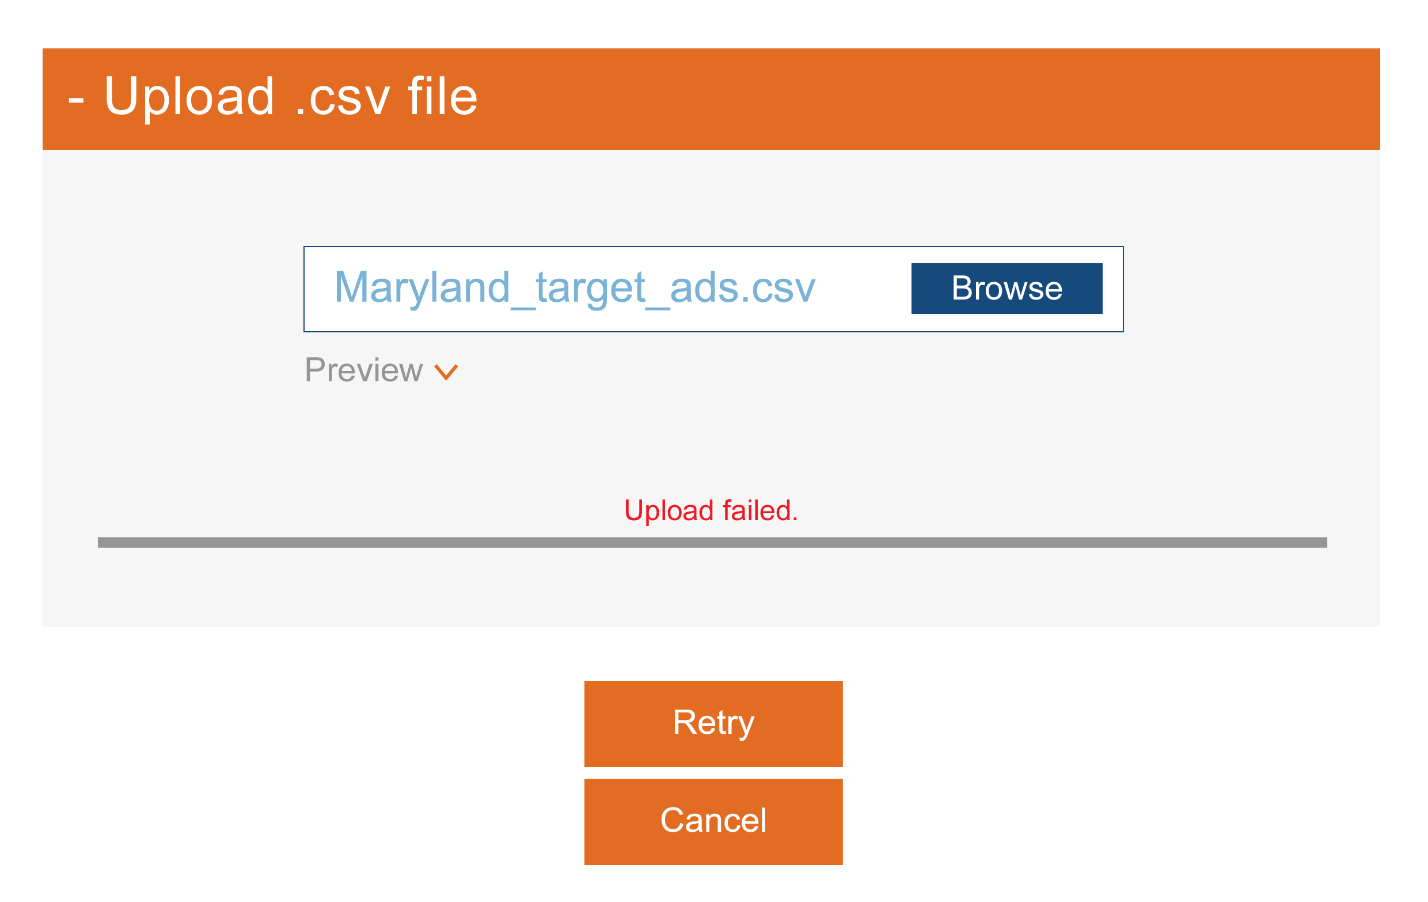 - Upload .csv file
Maryland_target_ads.csv
Browse
Preview
Upload failed.
Retry
Cancel